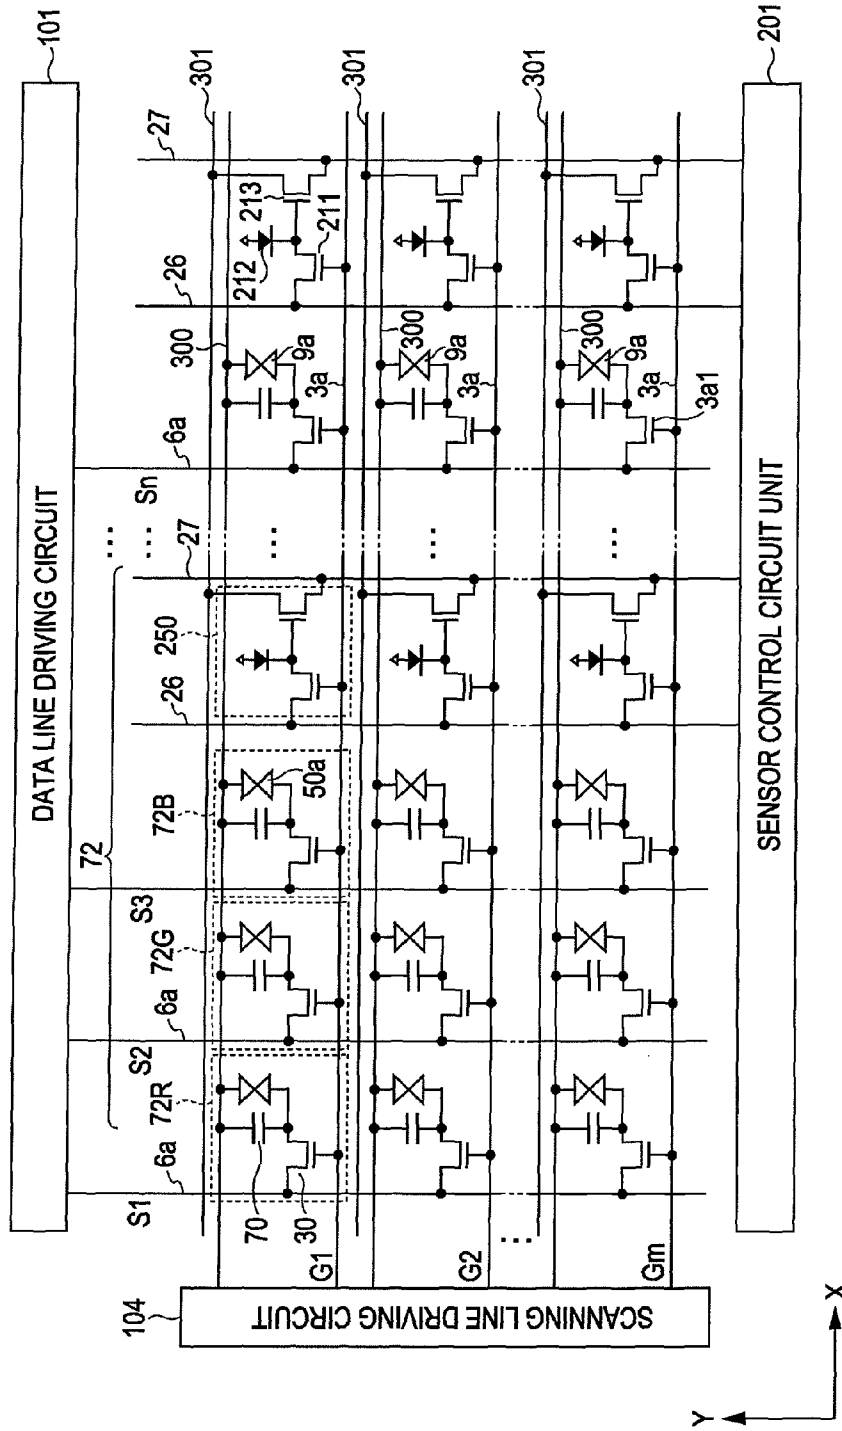 DATA LINE DRIVING CIRCUIT
101
72
S1
6a
72R
S2
6a
72G
S3
72B
26
250
27
...
...
Sn
6a
300
26
212
213
27
301
70
30
50a
9a
3a
211
G1
300
9a
3a
301
G2
...
...
300
9a
3a
3a1
301
Gm
...
...
104
SCANNING LINE DRIVING CIRCUIT
SENSOR CONTROL CIRCUIT UNIT
201
Y
X